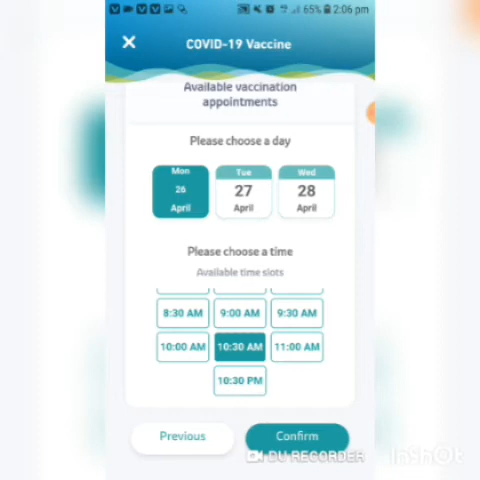 65% 2:06 pm
COVID-19 Vaccine
Available vaccination
appointments
Please choose a day
Mon Tue Wed
26 27 28
April April April
Please choose a time
Available time slots
8:30 AM 9:00 AM 9:30 AM
10:00 AM 10:30 AM 11:00 AM
10:30 PM
Previous Confirm
DU RECORDER InShOt